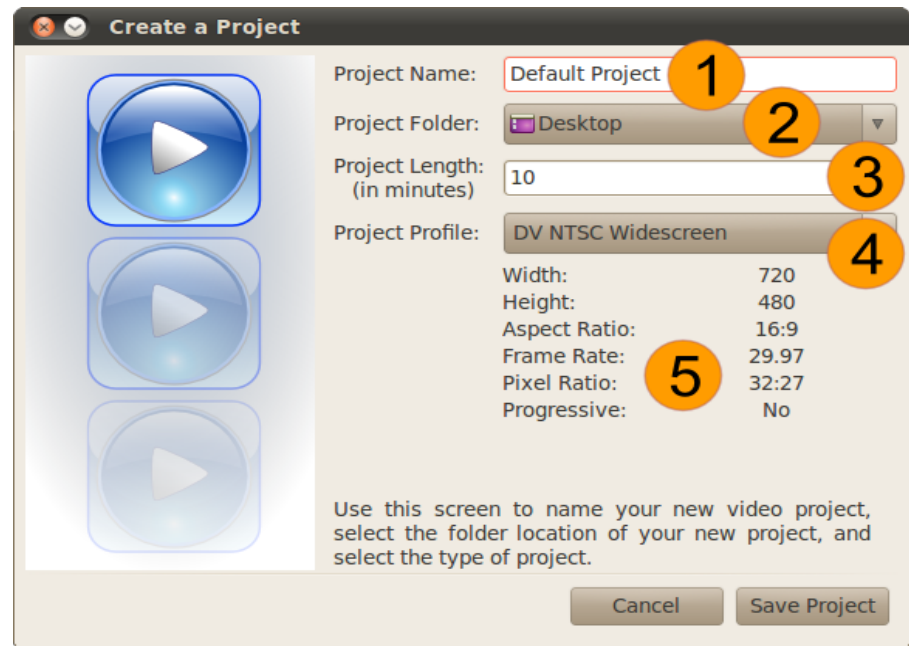 Create a Project
Project Name: Default Project 1
Project Folder: Desktop 2
Project Length:
(in minutes) 10 3
Project Profile: DV NTSC Widescreen 4
Width: 720
Height: 480
Aspect Ratio: 16:9
Frame Rate: 29.97
5
Pixel Ratio: 32:27
Progressive: No
Use this screen to name your new video project,
select the folder location of your new project, and
select the type of project.
Cancel Save Project